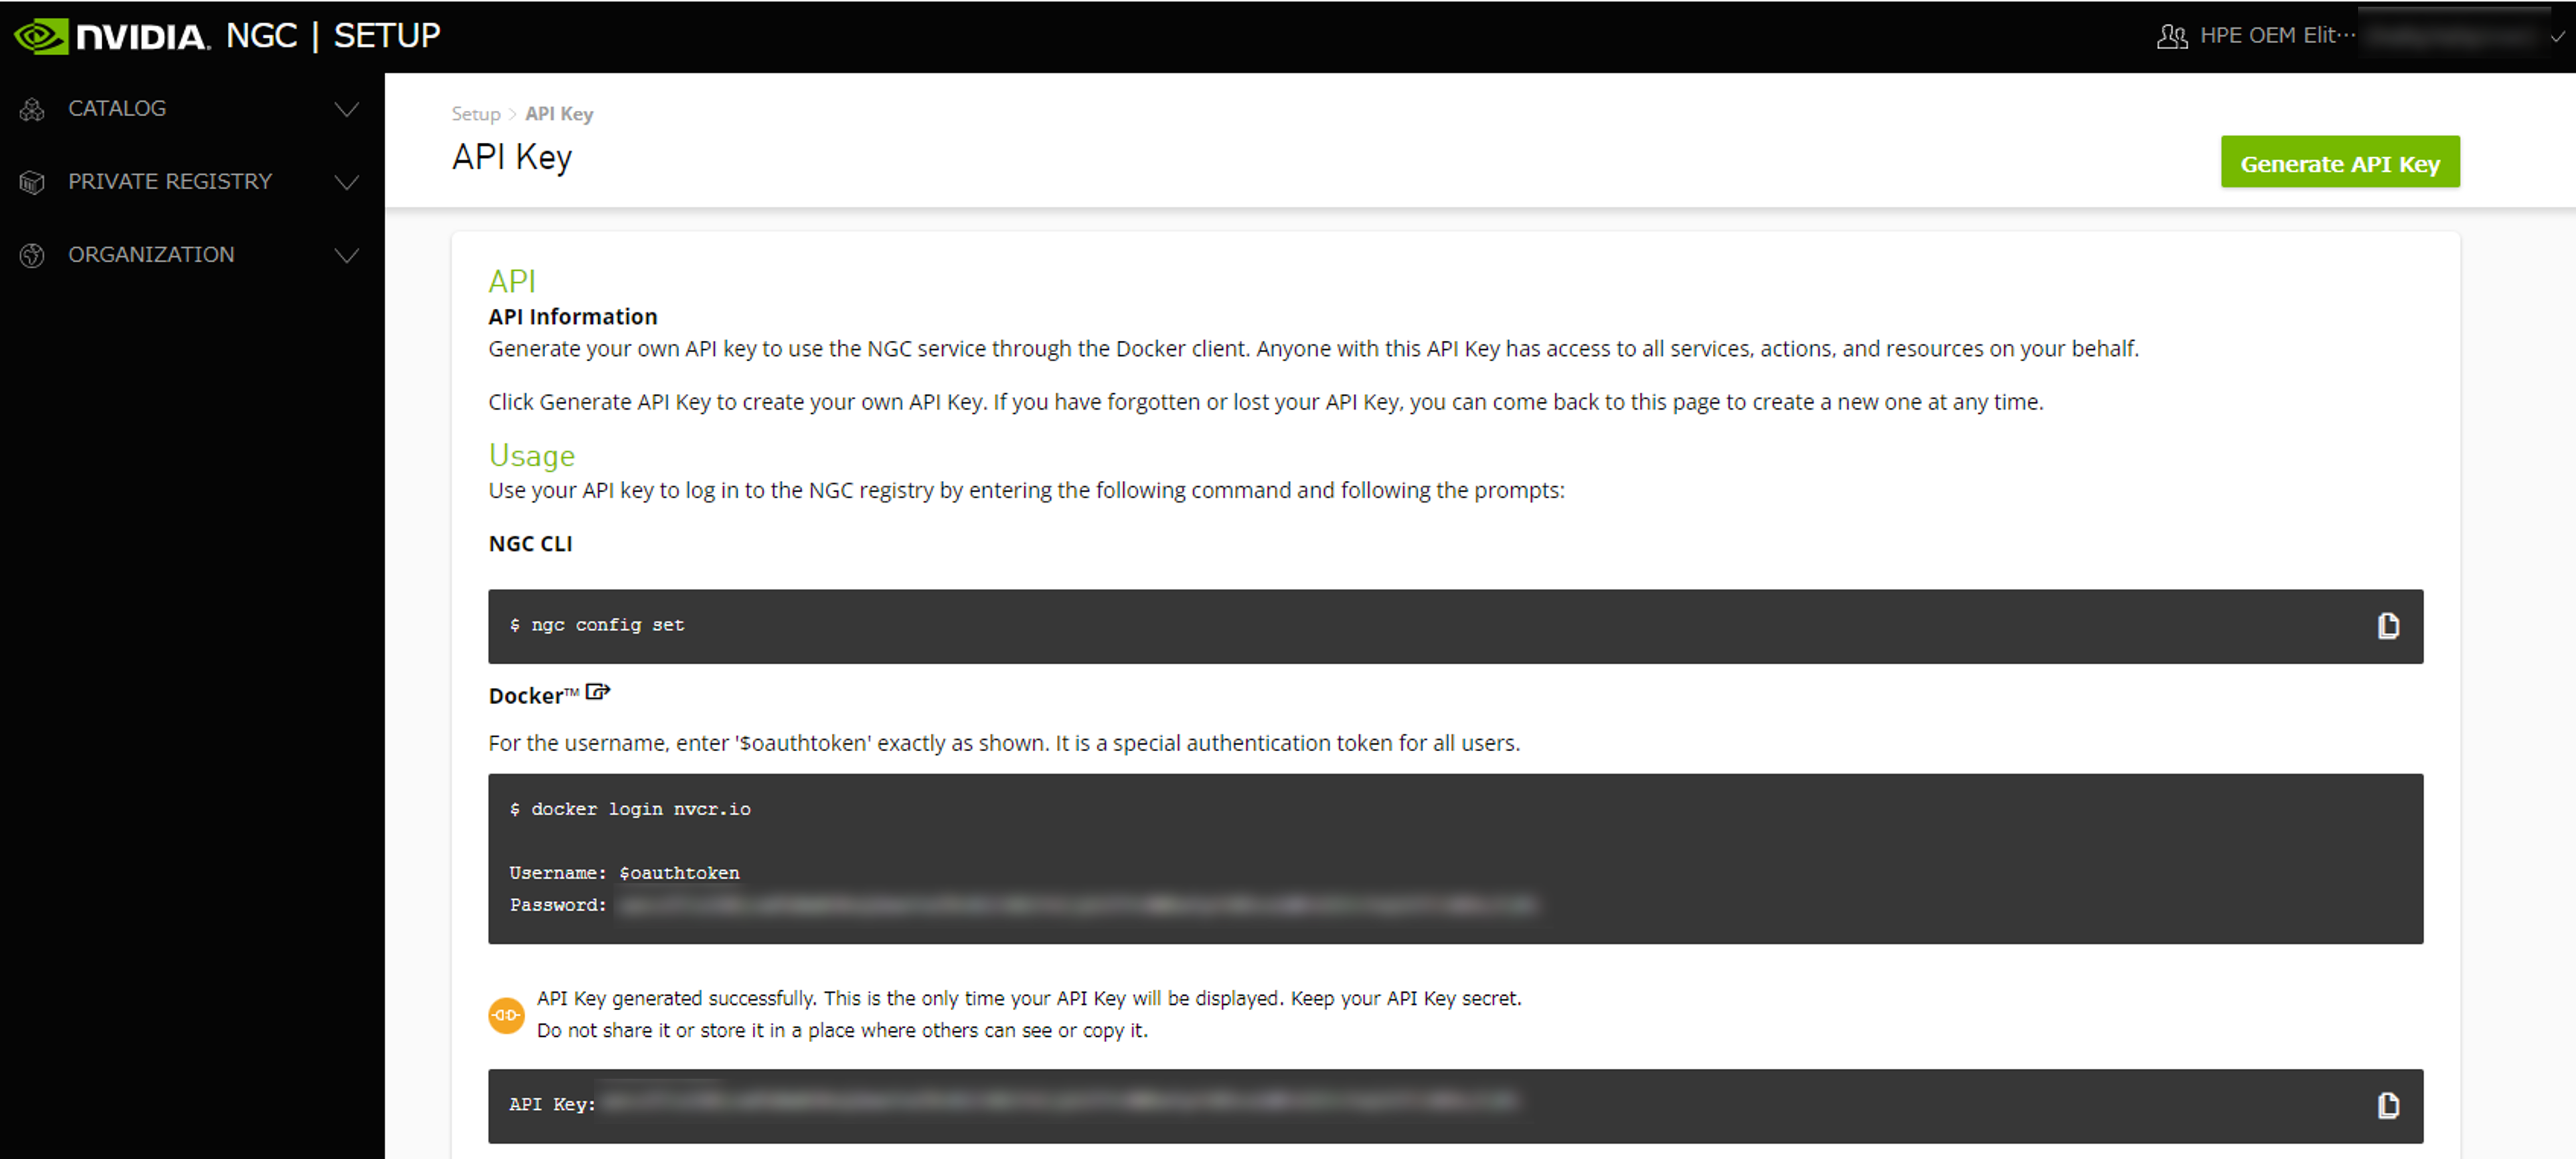 NVIDIA. NGC | SETUP
HPE OEM Elit...
CATALOG
PRIVATE REGISTRY
ORGANIZATION
Setup > API Key
API Key
Generate API Key
API
API Information
Generate your own API key to use the NGC service through the Docker client. Anyone with this API Key has access to all services, actions, and resources on your behalf.
Click Generate API Key to create your own API Key. If you have forgotten or lost your API Key, you can come back to this page to create a new one at any time.
Usage
Use your API key to log in to the NGC registry by entering the following command and following the prompts:
NGC CLI
$ ngc config set
Docker™
For the username, enter '$oauthtoken' exactly as shown. It is a special authentication token for all users.
$ docker login nvcr.io
Username: $oauthtoken
Password:
API Key generated successfully. This is the only time your API Key will be displayed. Keep your API Key secret.
Do not share it or store it in a place where others can see or copy it.
API Key: